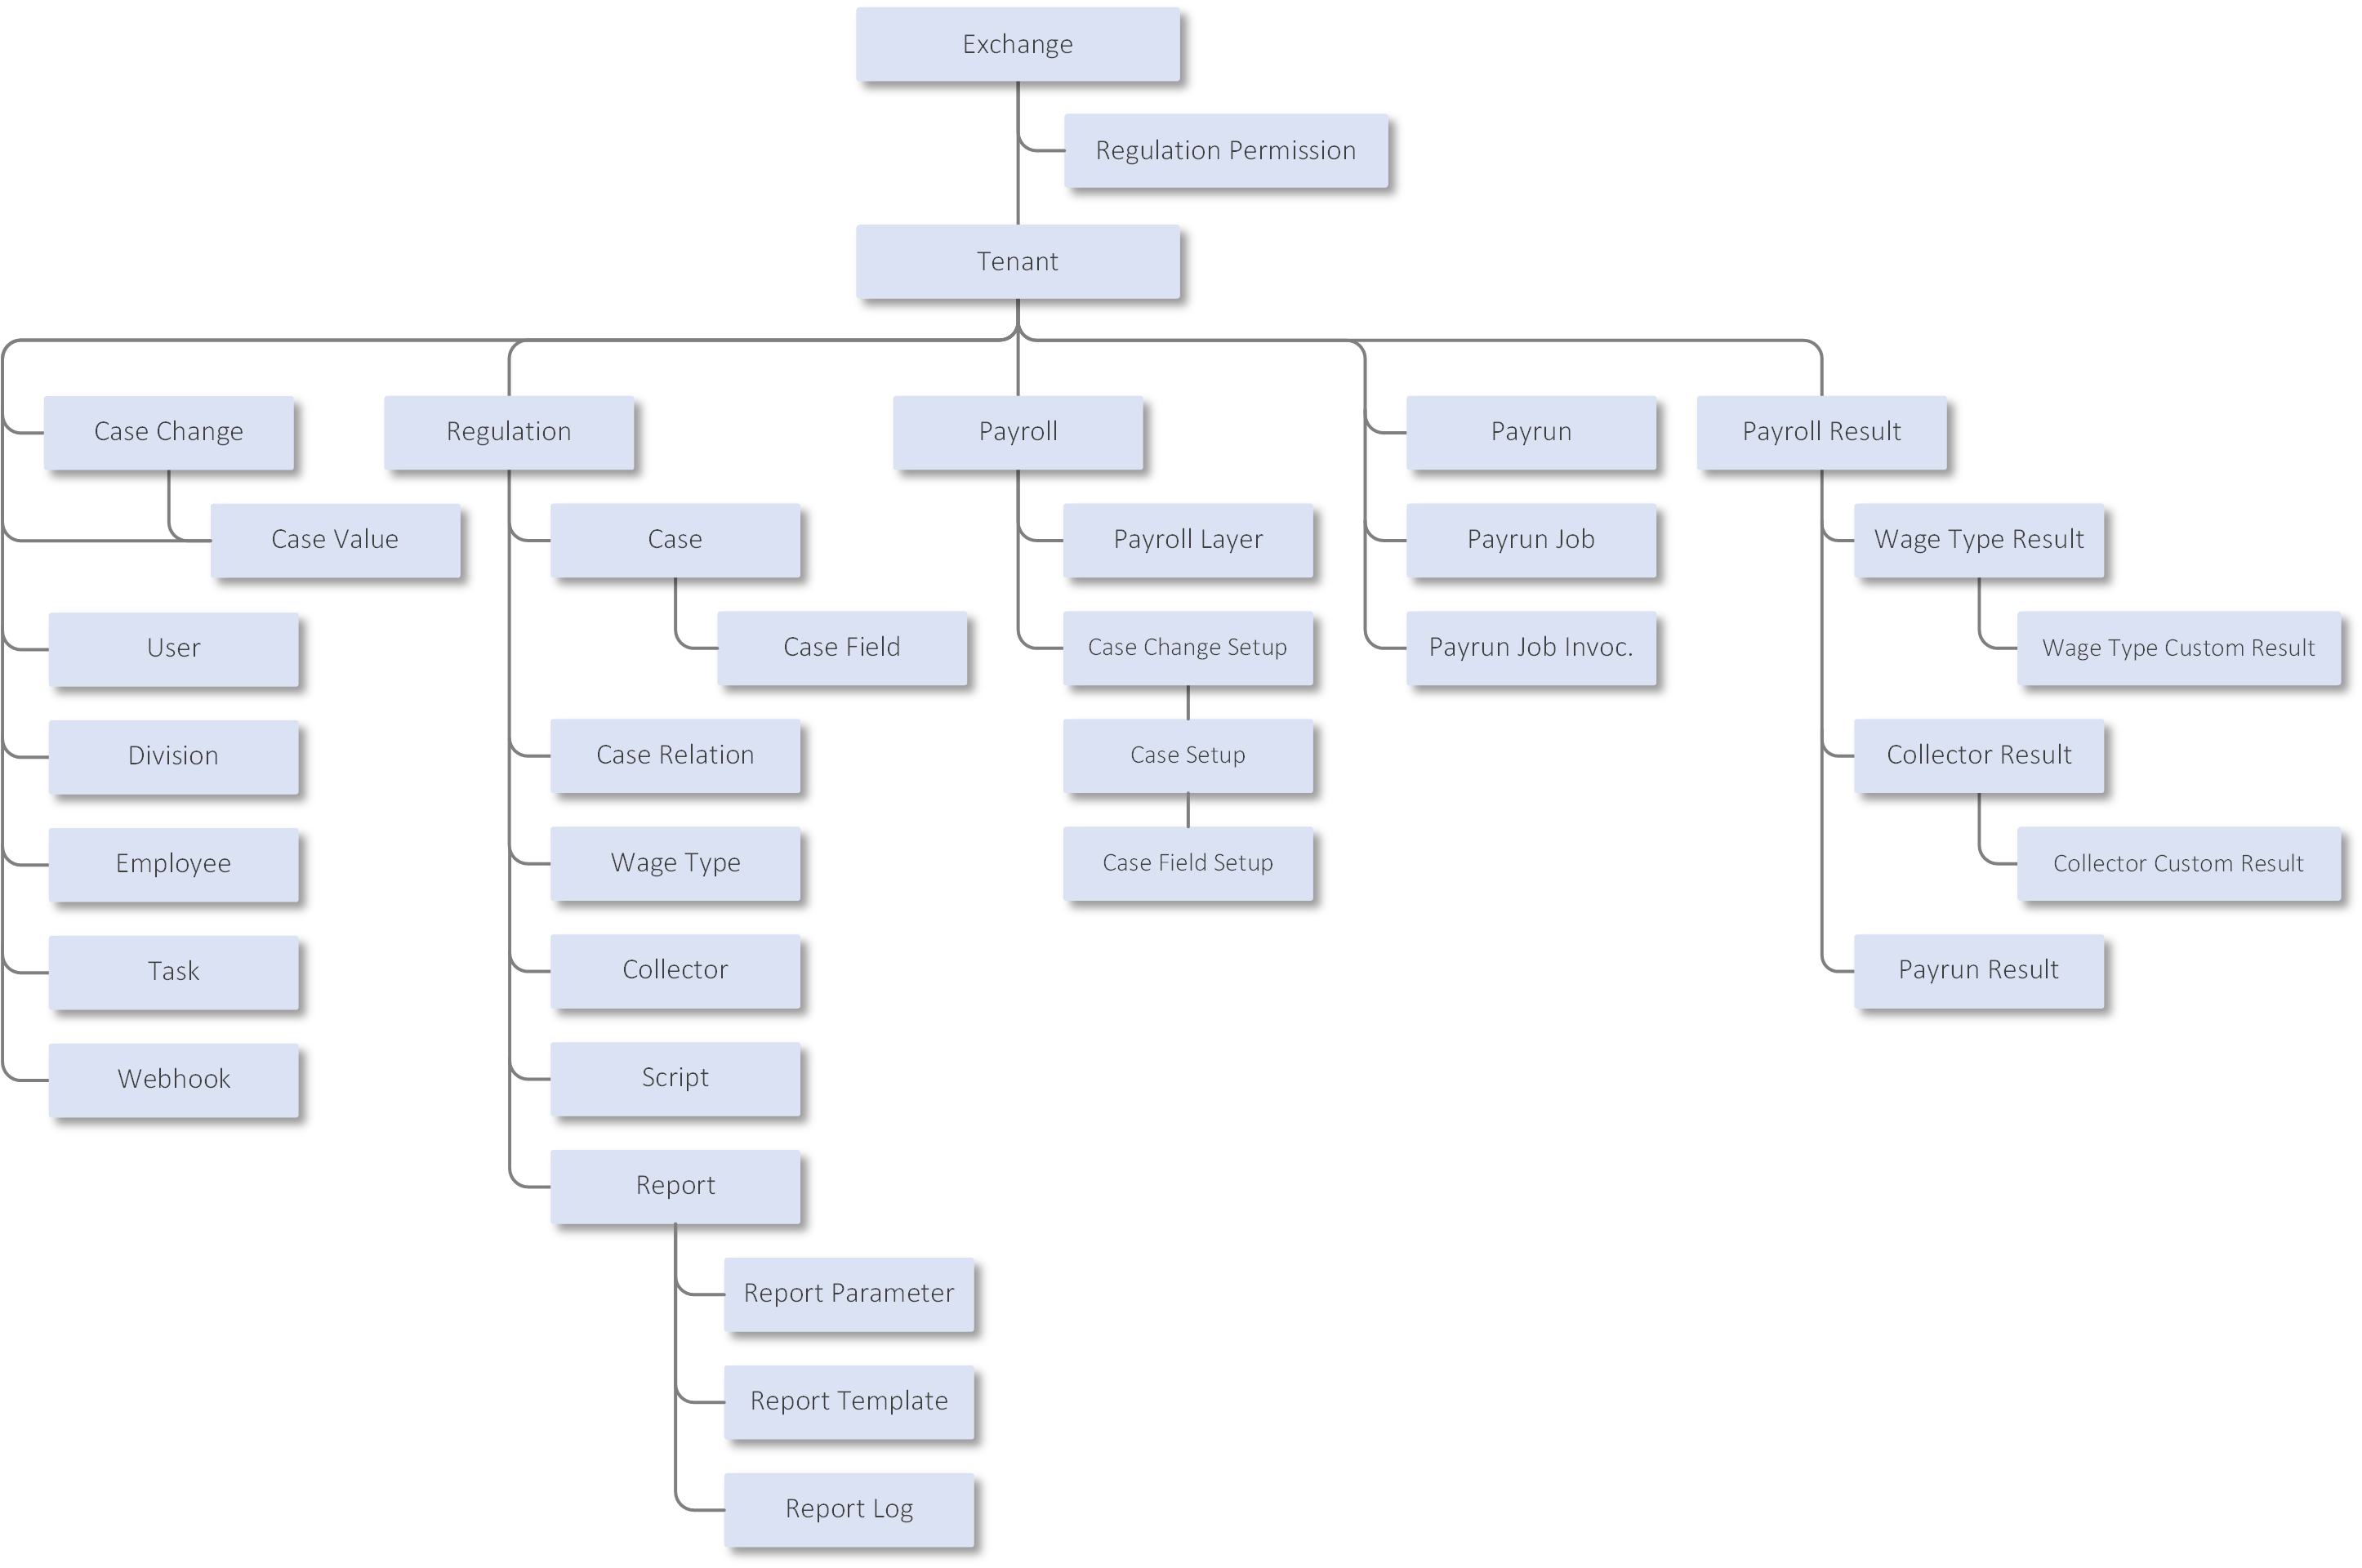 Exchange
Regulation Permission
Tenant
Case Change
Regulation
Payroll
Payrun
Payroll Result
Case Value
Case
Payroll Layer
Payrun Job
Wage Type Result
User
Case Field
Case Change Setup
Payrun Job Invoc.
Wage Type Custom Result
Division
Case Relation
Case Setup
Collector Result
Employee
Wage Type
Case Field Setup
Collector Custom Result
Task
Collector
Payrun Result
Webhook
Script
Report
Report Parameter
Report Template
Report Log